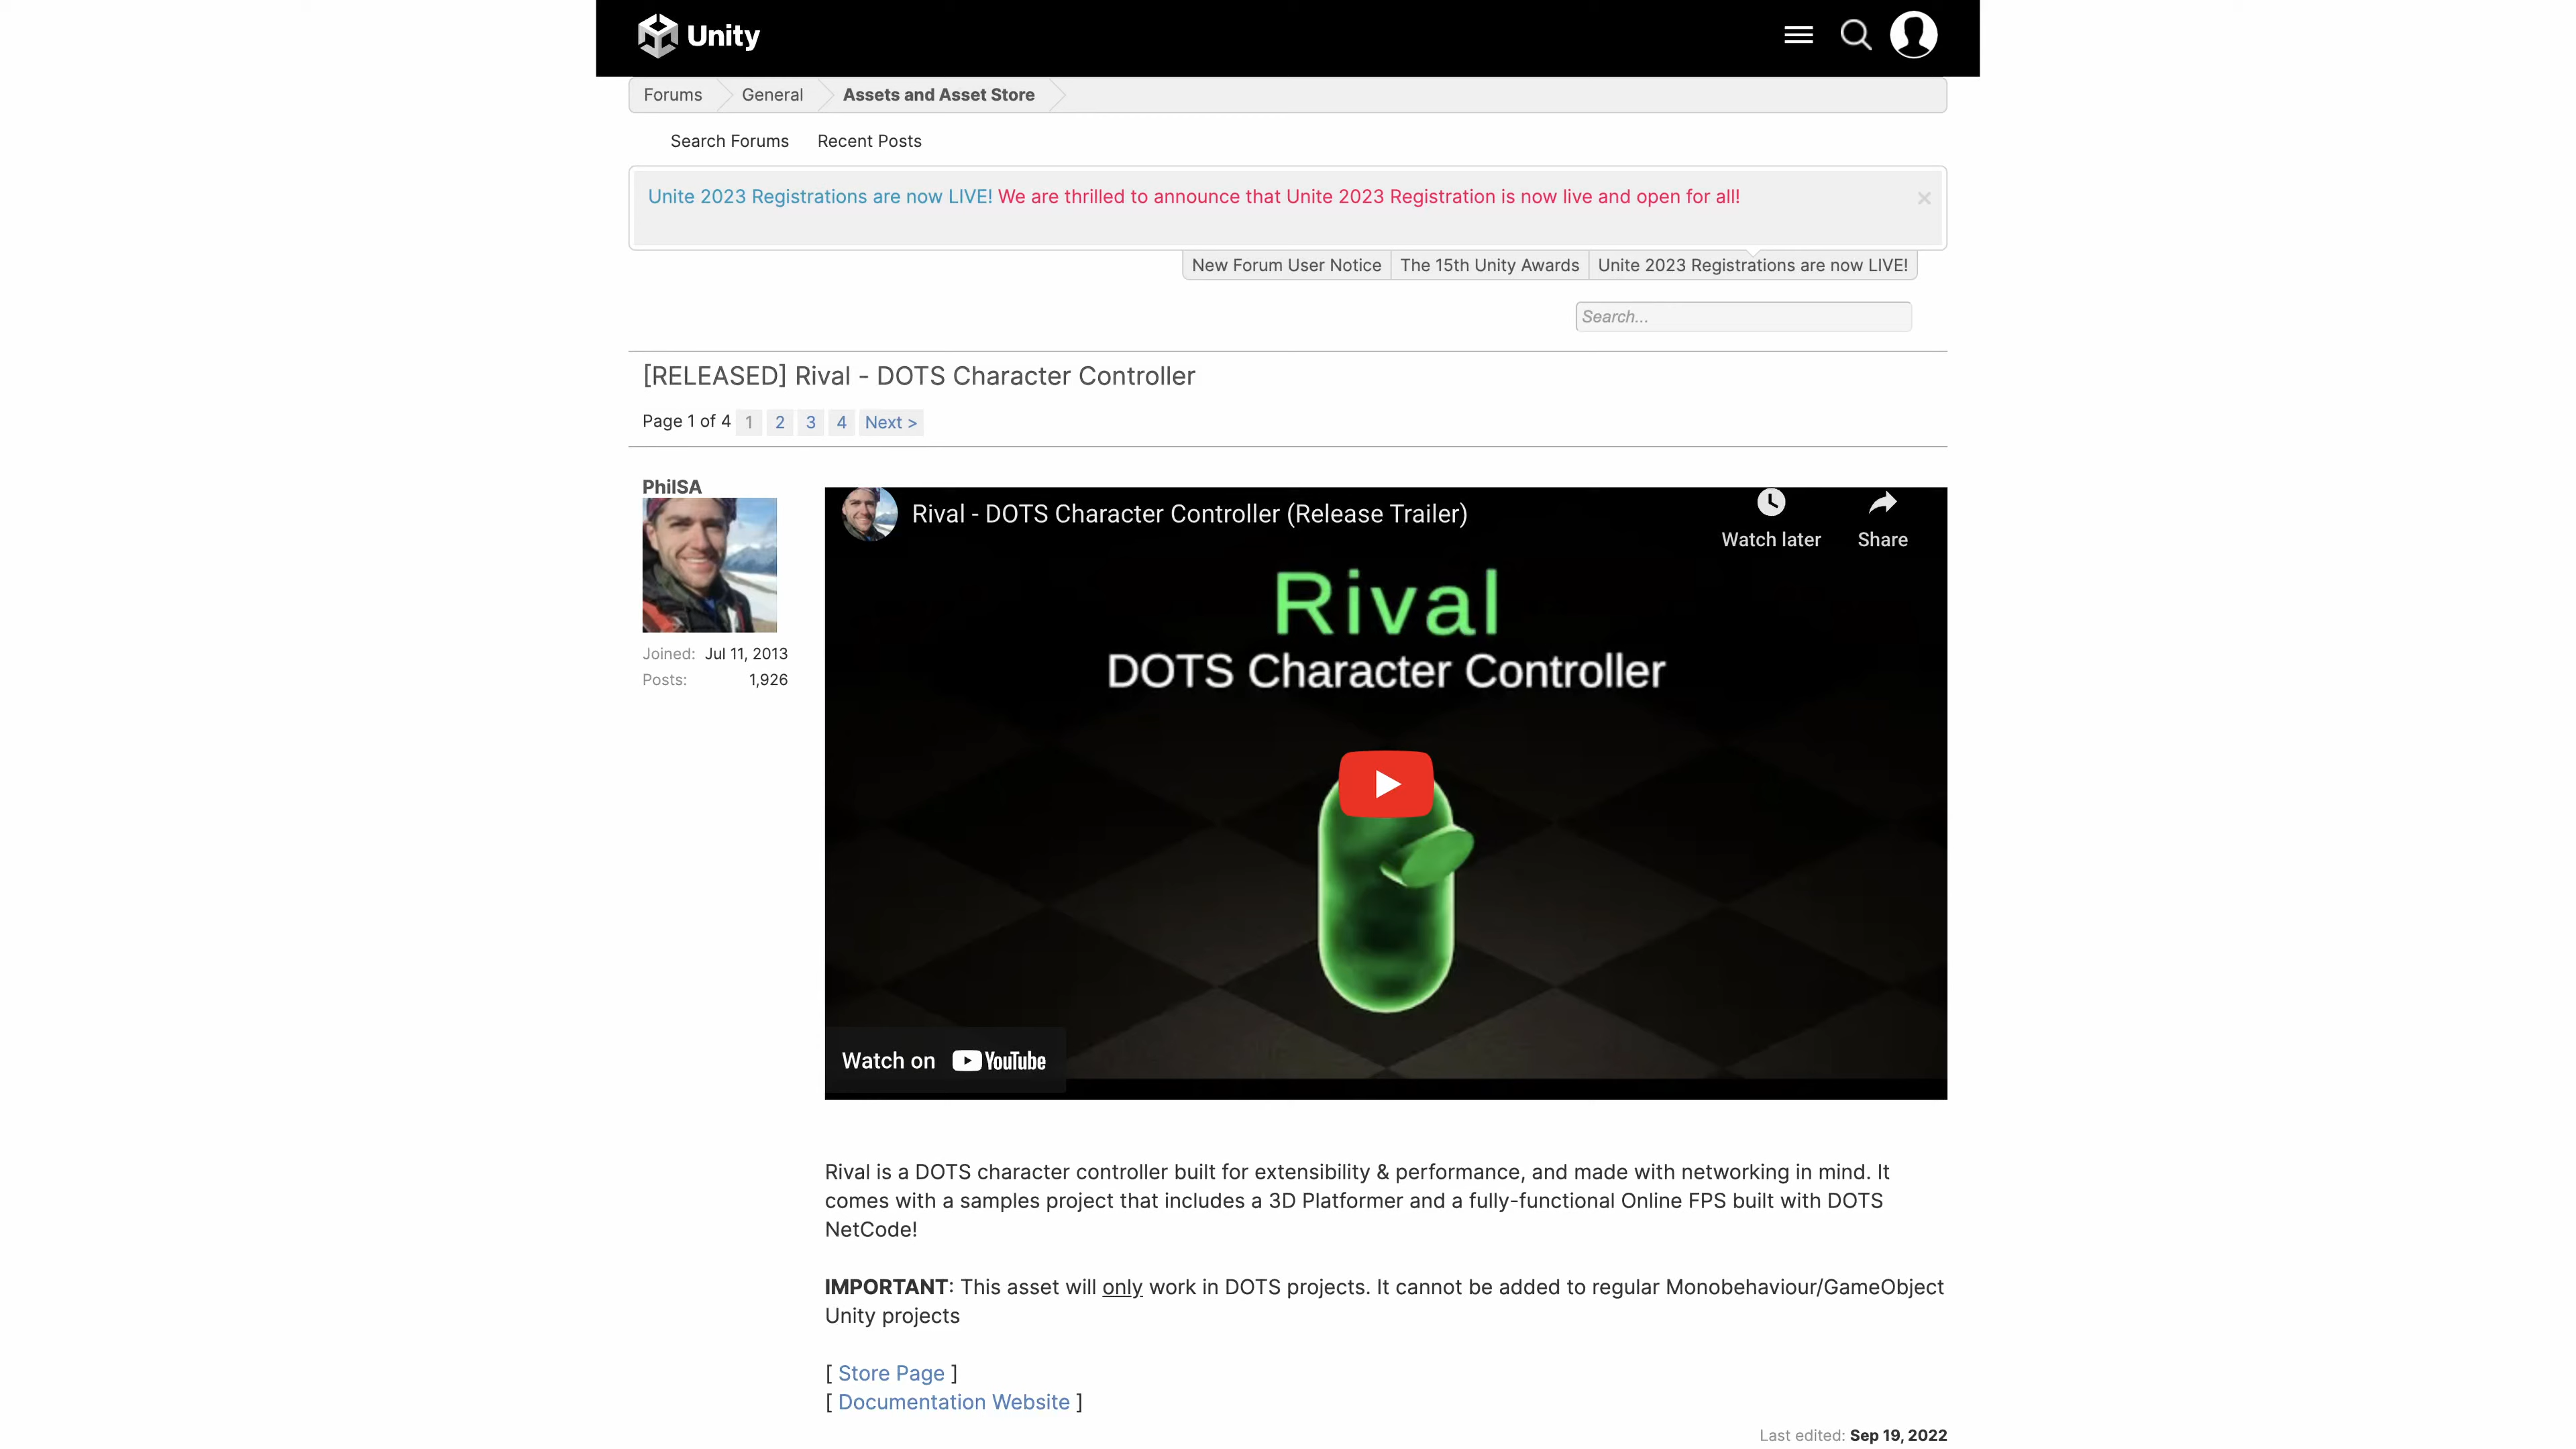 Unity
Forums General Assets and Asset Store
Search Forums Recent Posts
Unite 2023 Registrations are now LIVE! We are thrilled to announce that Unite 2023 Registration is now live and open for all!
New Forum User Notice The 15th Unity Awards Unite 2023 Registrations are now LIVE!
Search...
[RELEASED] Rival - DOTS Character Controller
Page 1 of 4 1 2 3 4 Next >
PhilSA
Joined: Jul 11, 2013
Posts: 1,926
Rival - DOTS Character Controller (Release Trailer)
Watch later Share
Rival
DOTS Character Controller
Watch on YouTube
Rival is a DOTS character controller built for extensibility & performance, and made with networking in mind. It
comes with a samples project that includes a 3D Platformer and a fully-functional Online FPS built with DOTS
NetCode!
IMPORTANT: This asset will only work in DOTS projects. It cannot be added to regular Monobehaviour/GameObject
Unity projects
[ Store Page ]
[ Documentation Website ]
Last edited: Sep 19, 2022